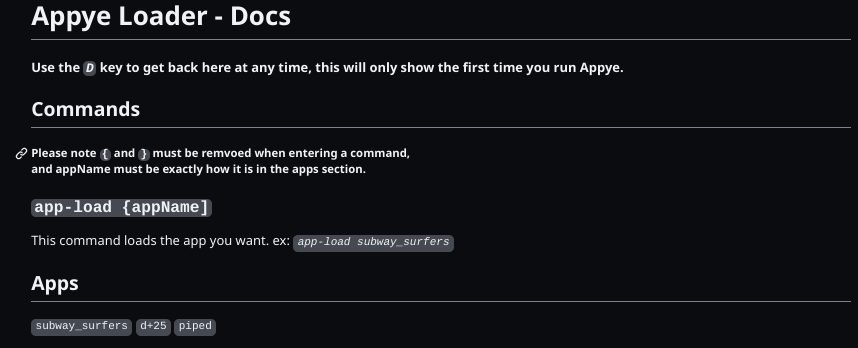 Appye Loader - Docs
Use the D key to get back here at any time, this will only show the first time you run Appye.
Commands
Please note { and } must be remvoed when entering a command,
and appName must be exactly how it is in the apps section.
app-load {appName]
This command loads the app you want. ex: app-load subway_surfers
Apps
subway_surfers d+25 piped